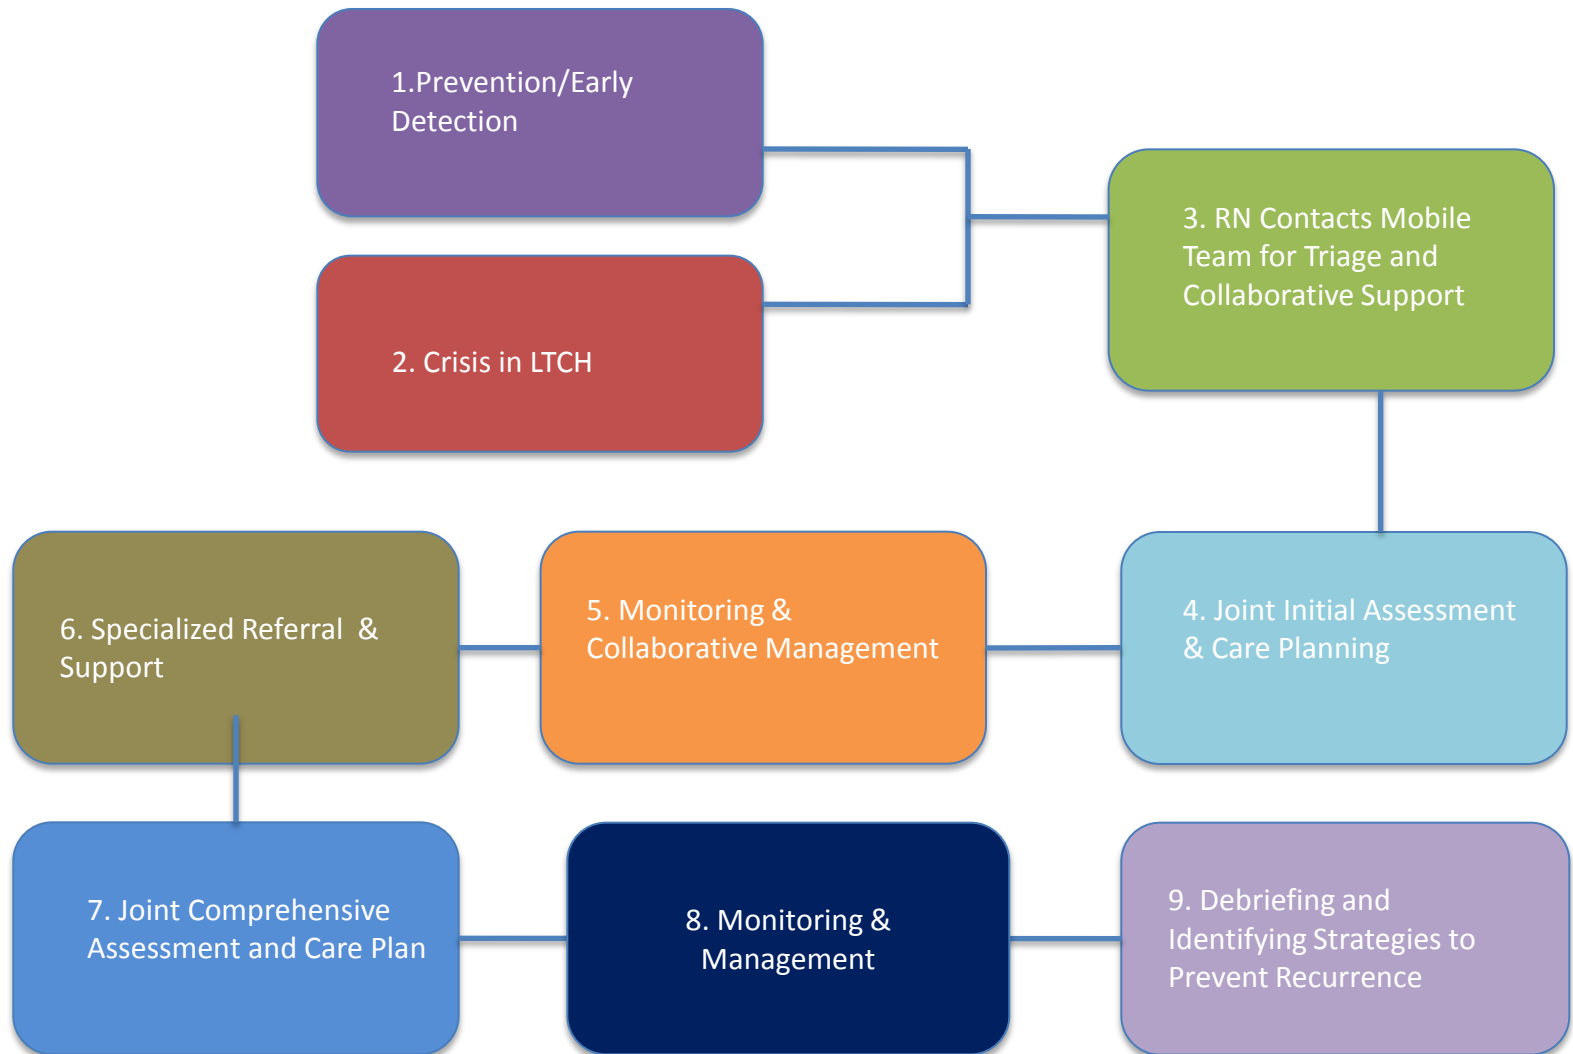 1.Prevention/Early
Detection
2. Crisis in LTCH
3. RN Contacts Mobile
Team for Triage and
Collaborative Support
4. Joint Initial Assessment
& Care Planning
5. Monitoring &
Collaborative Management
6. Specialized Referral  &
Support
7. Joint Comprehensive
Assessment and Care Plan
8. Monitoring &
Management
9. Debriefing and
Identifying Strategies to
Prevent Recurrence